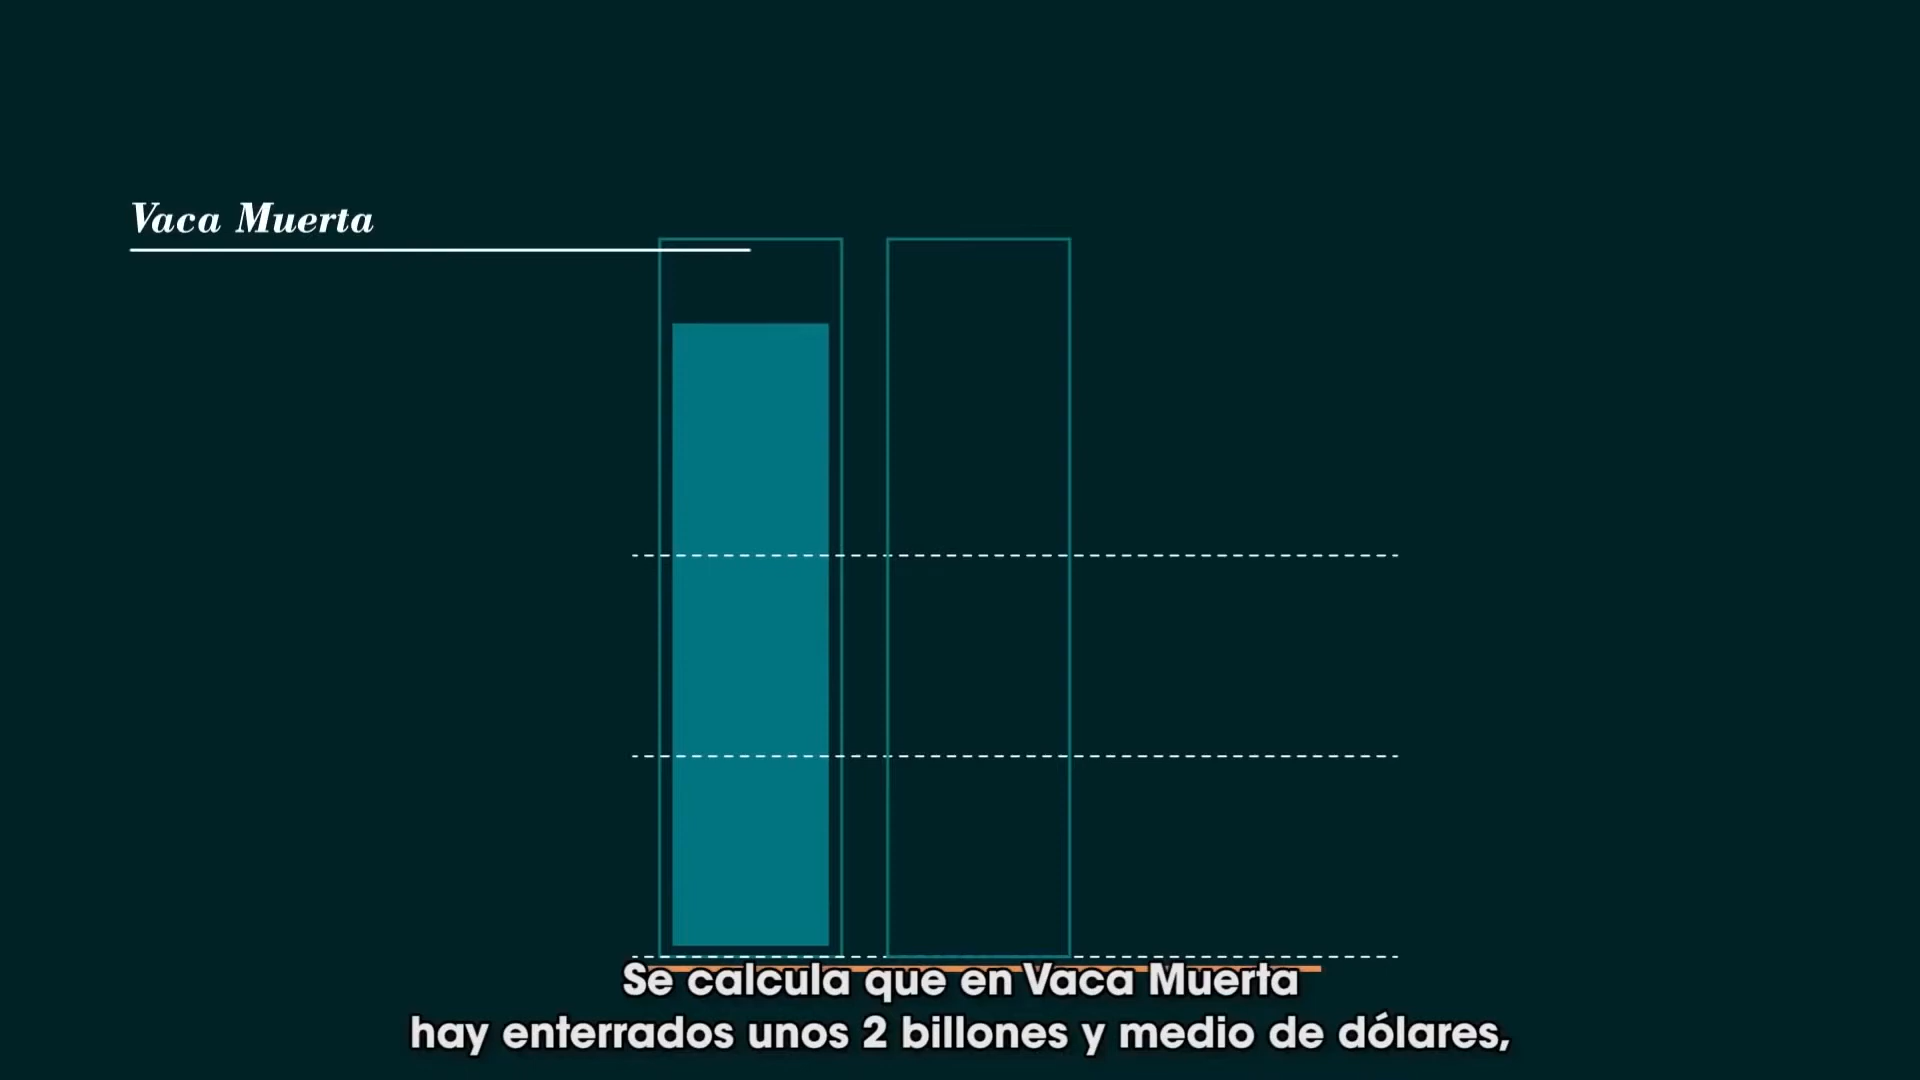 Vaca Muerta
Se calcula que en Vaca Muerta
hay enterrados unos 2 billones y medio de dólares,